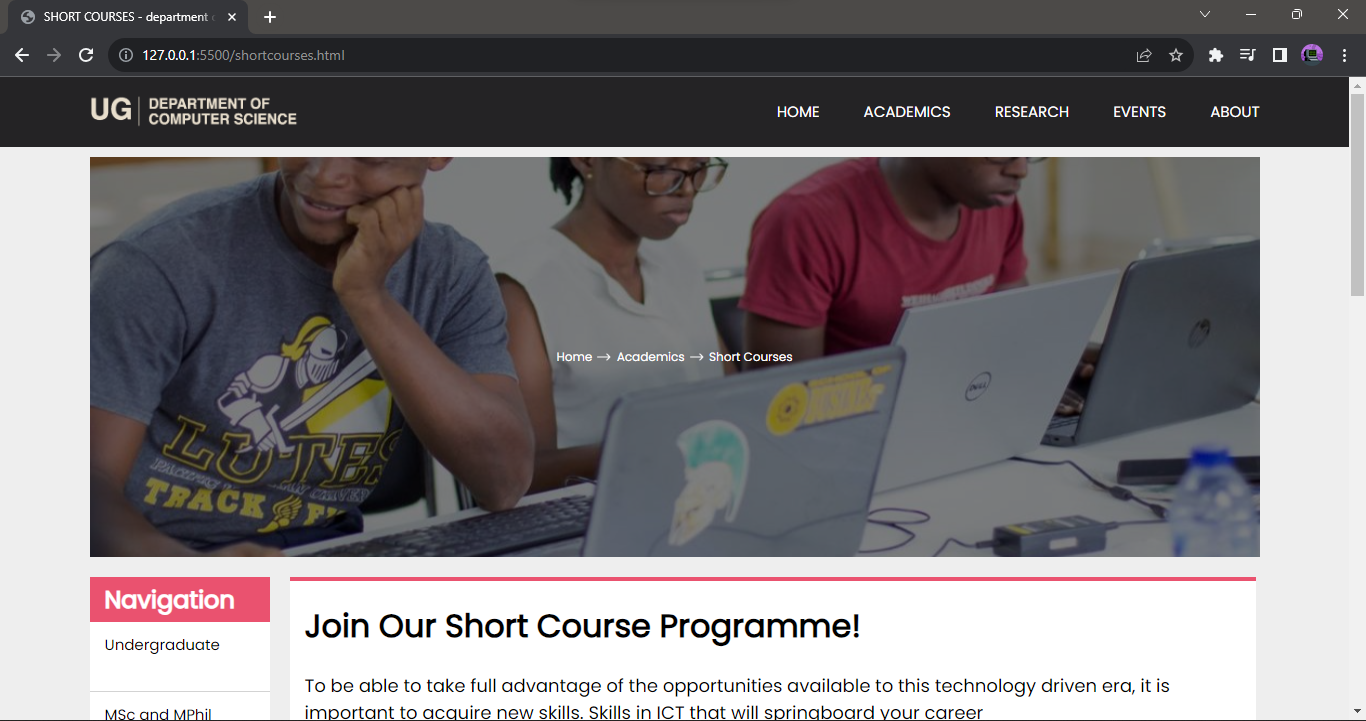 SHORT COURSES - department
127.0.0.1:5500/shortcourses.html
UG
DEPARTMENT OF
COMPUTER SCIENCE
HOME ACADEMICS RESEARCH EVENTS ABOUT
Home → Academics → Short Courses
DELL
LUTES
TRACK
Navigation
Undergraduate
MSc and MPhil
Join Our Short Course Programme!
To be able to take full advantage of the opportunities available to this technology driven era, it is
important to acquire new skills. Skills in ICT that will springboard your career